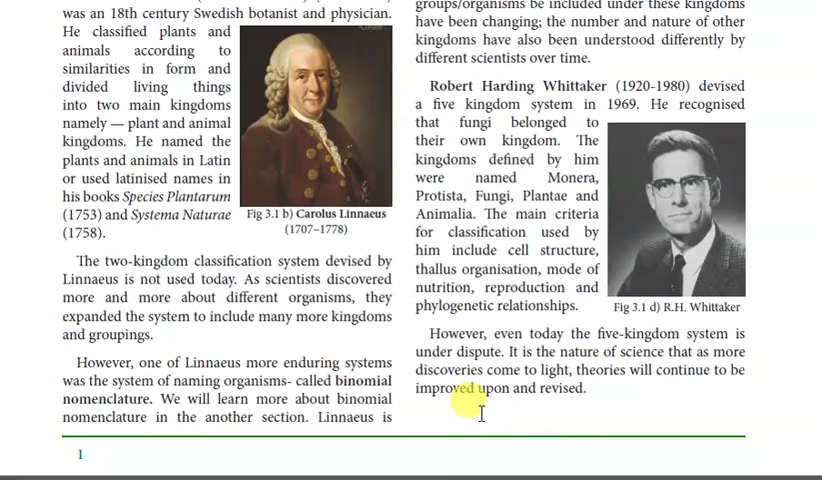 was an 18th century Swedish botanist and physician.
He classified plants and
animals according to
similarities in form and
divided living things
into two main kingdoms
namely — plant and animal
kingdoms. He named the
plants and animals in Latin
or used latinised names in
his books Species Plantarum
(1753) and Systema Naturae
(1758).
Fig 3.1 b) Carolus Linnaeus
(1707–1778)
The two-kingdom classification system devised by
Linnaeus is not used today. As scientists discovered
more and more about different organisms, they
expanded the system to include many more kingdoms
and groupings.
However, one of Linnaeus more enduring systems
was the system of naming organisms- called binomial
nomenclature. We will learn more about binomial
nomenclature in the another section. Linnaeus is
groups/organisms be included under these kingdoms
have been changing; the number and nature of other
kingdoms have also been understood differently by
different scientists over time.
Robert Harding Whittaker (1920-1980) devised
a five kingdom system in 1969. He recognised
that fungi belonged to
their own kingdom. The
kingdoms defined by him
were named Monera,
Protista, Fungi, Plantae and
Animalia. The main criteria
for classification used by
him include cell structure,
thallus organisation, mode of
nutrition, reproduction and
phylogenetic relationships.
Fig 3.1 d) R.H. Whittaker
However, even today the five-kingdom system is
under dispute. It is the nature of science that as more
discoveries come to light, theories will continue to be
improved upon and revised.
1